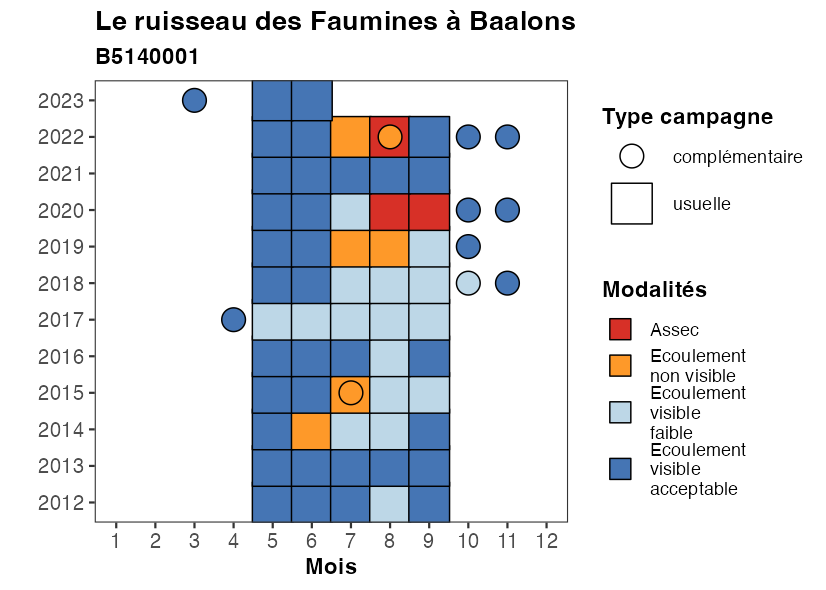 Le ruisseau des Faumines à Baalons
B5140001
2023
2022
2021
2020
2019
2018
2017
2016
2015
2014
2013
2012
1 2 3 4 5 6 7 8 9 10 11 12
Mois
Type campagne
complémentaire
usuelle
Modalités
Assec
Ecoulement
non visible
Ecoulement
visible
faible
Ecoulement
visible
acceptable